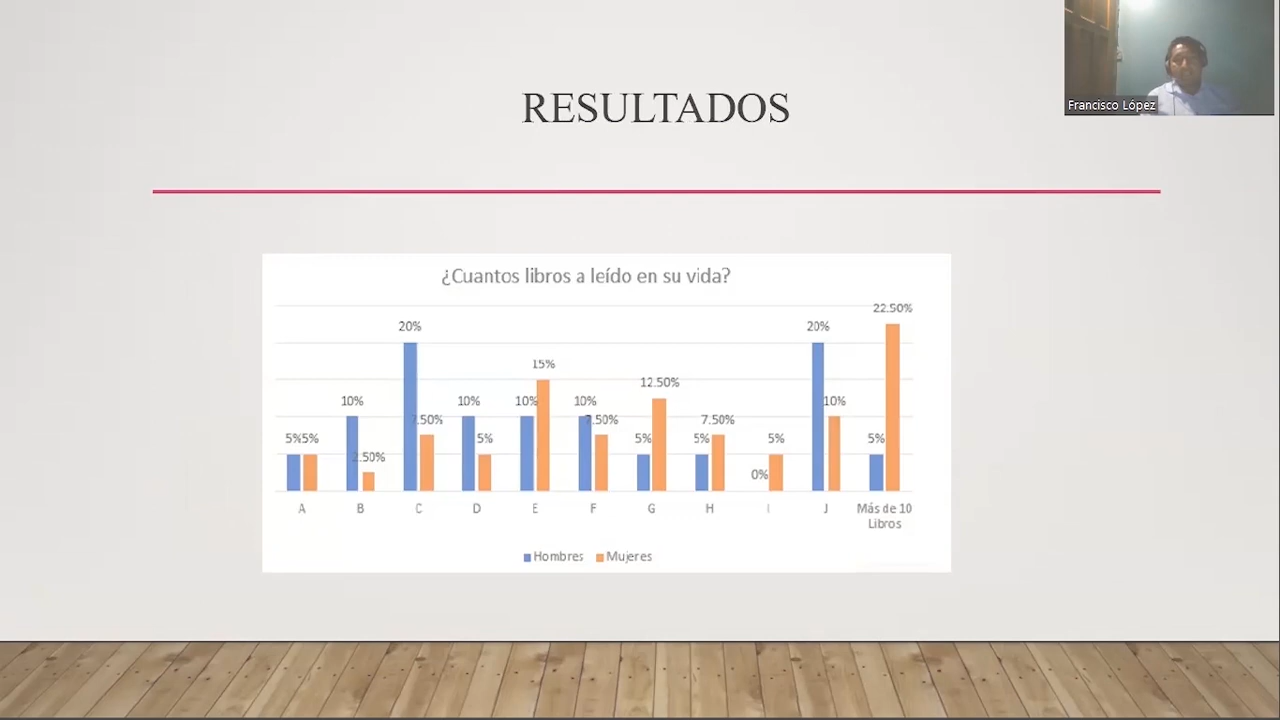 Francisco López
RESULTADOS
¿Cuantos libros a leído en su vida?
22.50%
20% 20%
15%
12.50%
10% 10% 10% 10% 10%
7.50% 7.50% 7.50%
5% 5% 5% 5% 5% 5% 5%
2.50%
0%
A B C D E F G H I J Más de 10
Libros
Hombres Mujeres